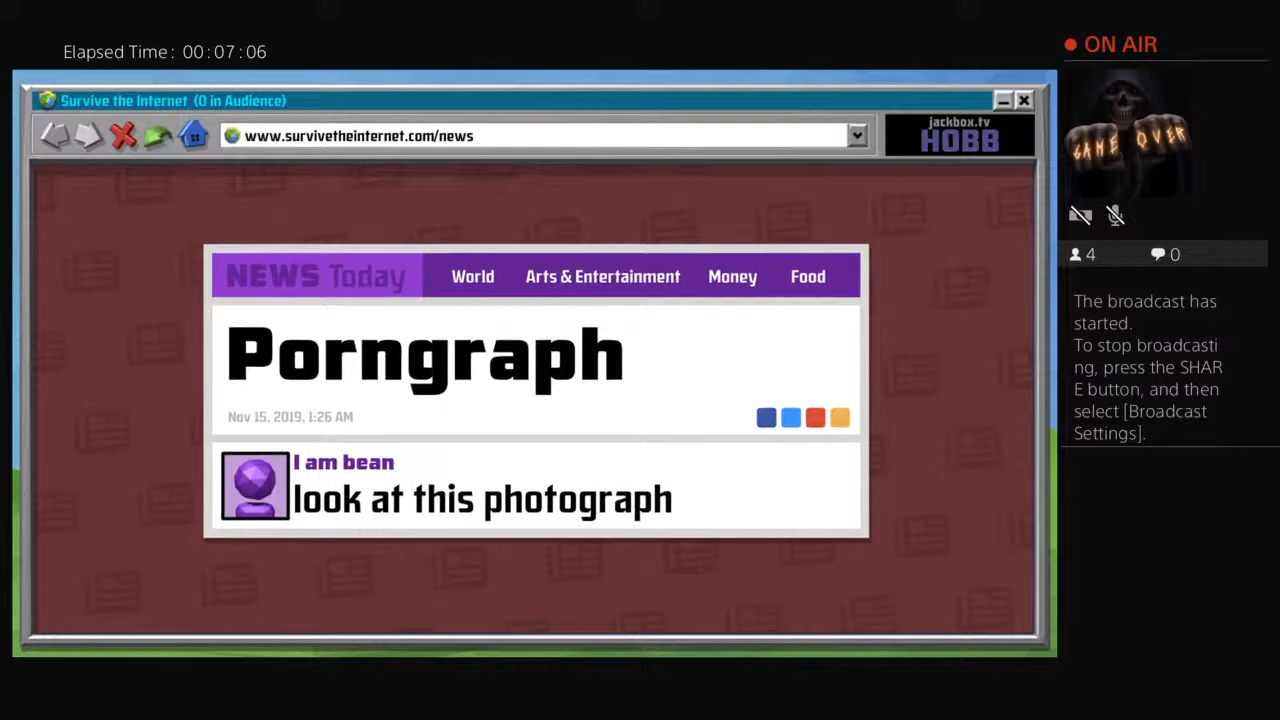 Elapsed Time: 00:07:06
ON AIR
Survive the Internet (0 in Audience)
www.survivetheinternet.com/news
jackbox.tv
HOBB
GAME OVER
4 0
NEWS Today World Arts & Entertainment Money Food
Porngraph
Nov 15, 2019, 1:26 AM
I am bean
look at this photograph
The broadcast has
started.
To stop broadcasti
ng, press the SHAR
E button, and then
select [Broadcast
Settings].